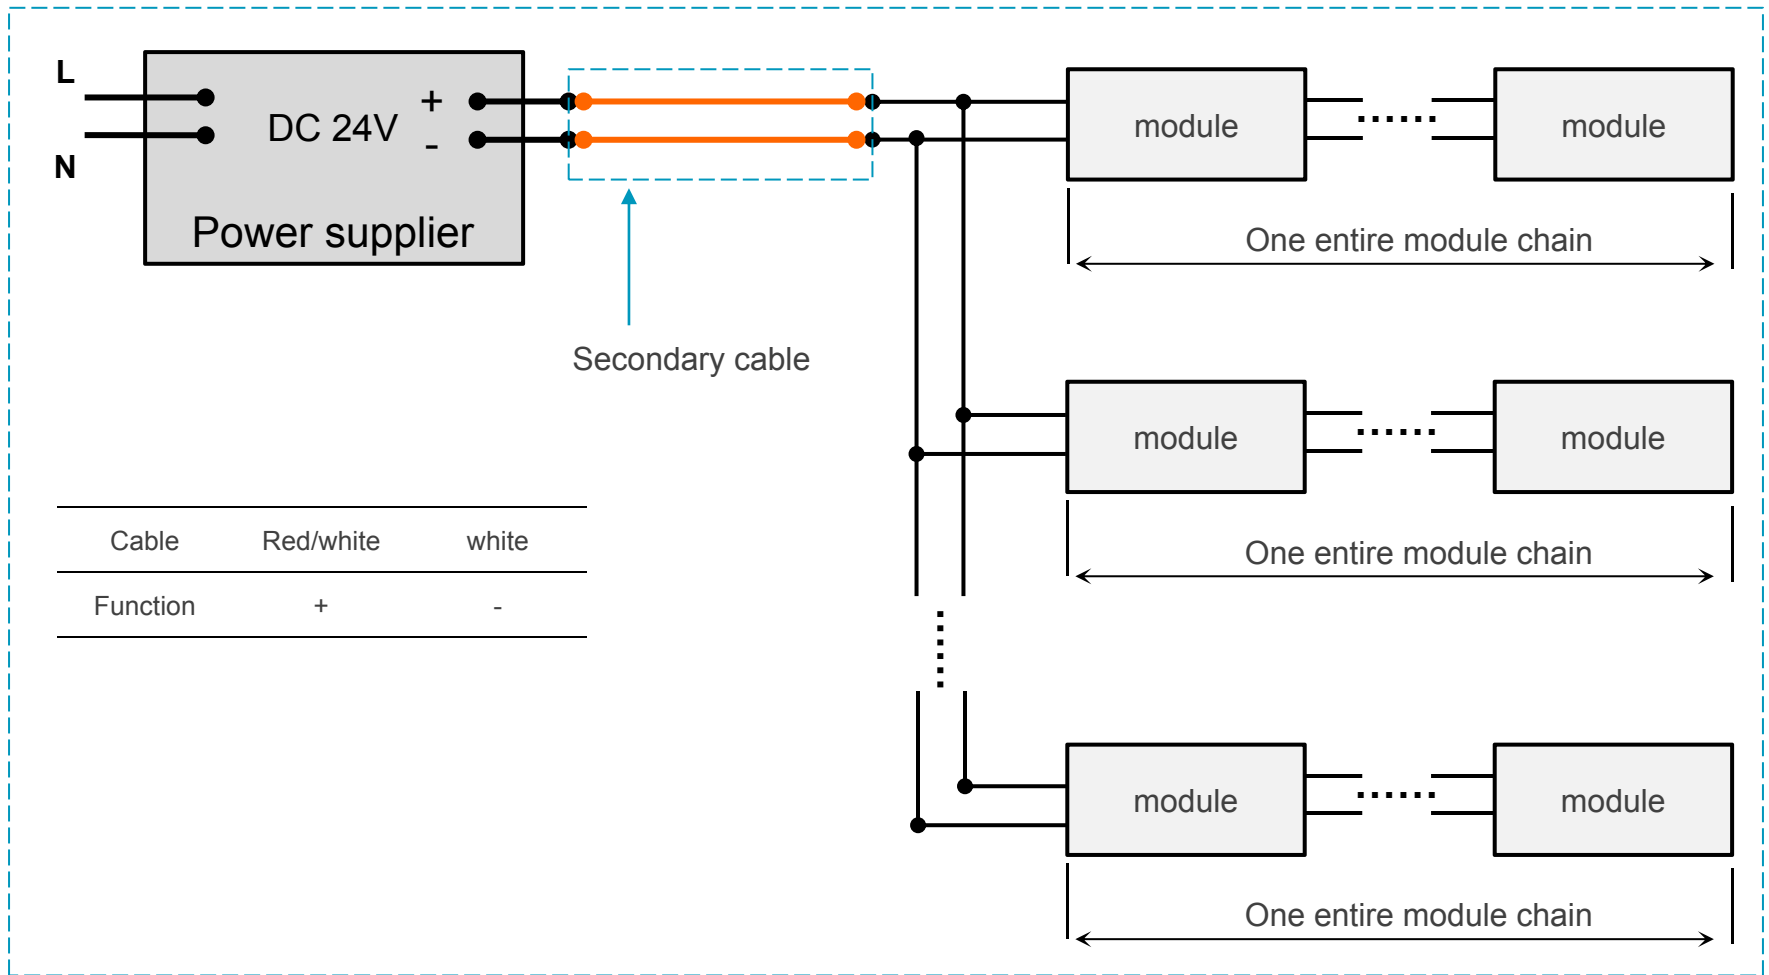 L
N
DC 24V
+
-
Power supplier
Secondary cable
module
module
One entire module chain
module
module
One entire module chain
Cable Red/white white
Function + -
module
module
One entire module chain